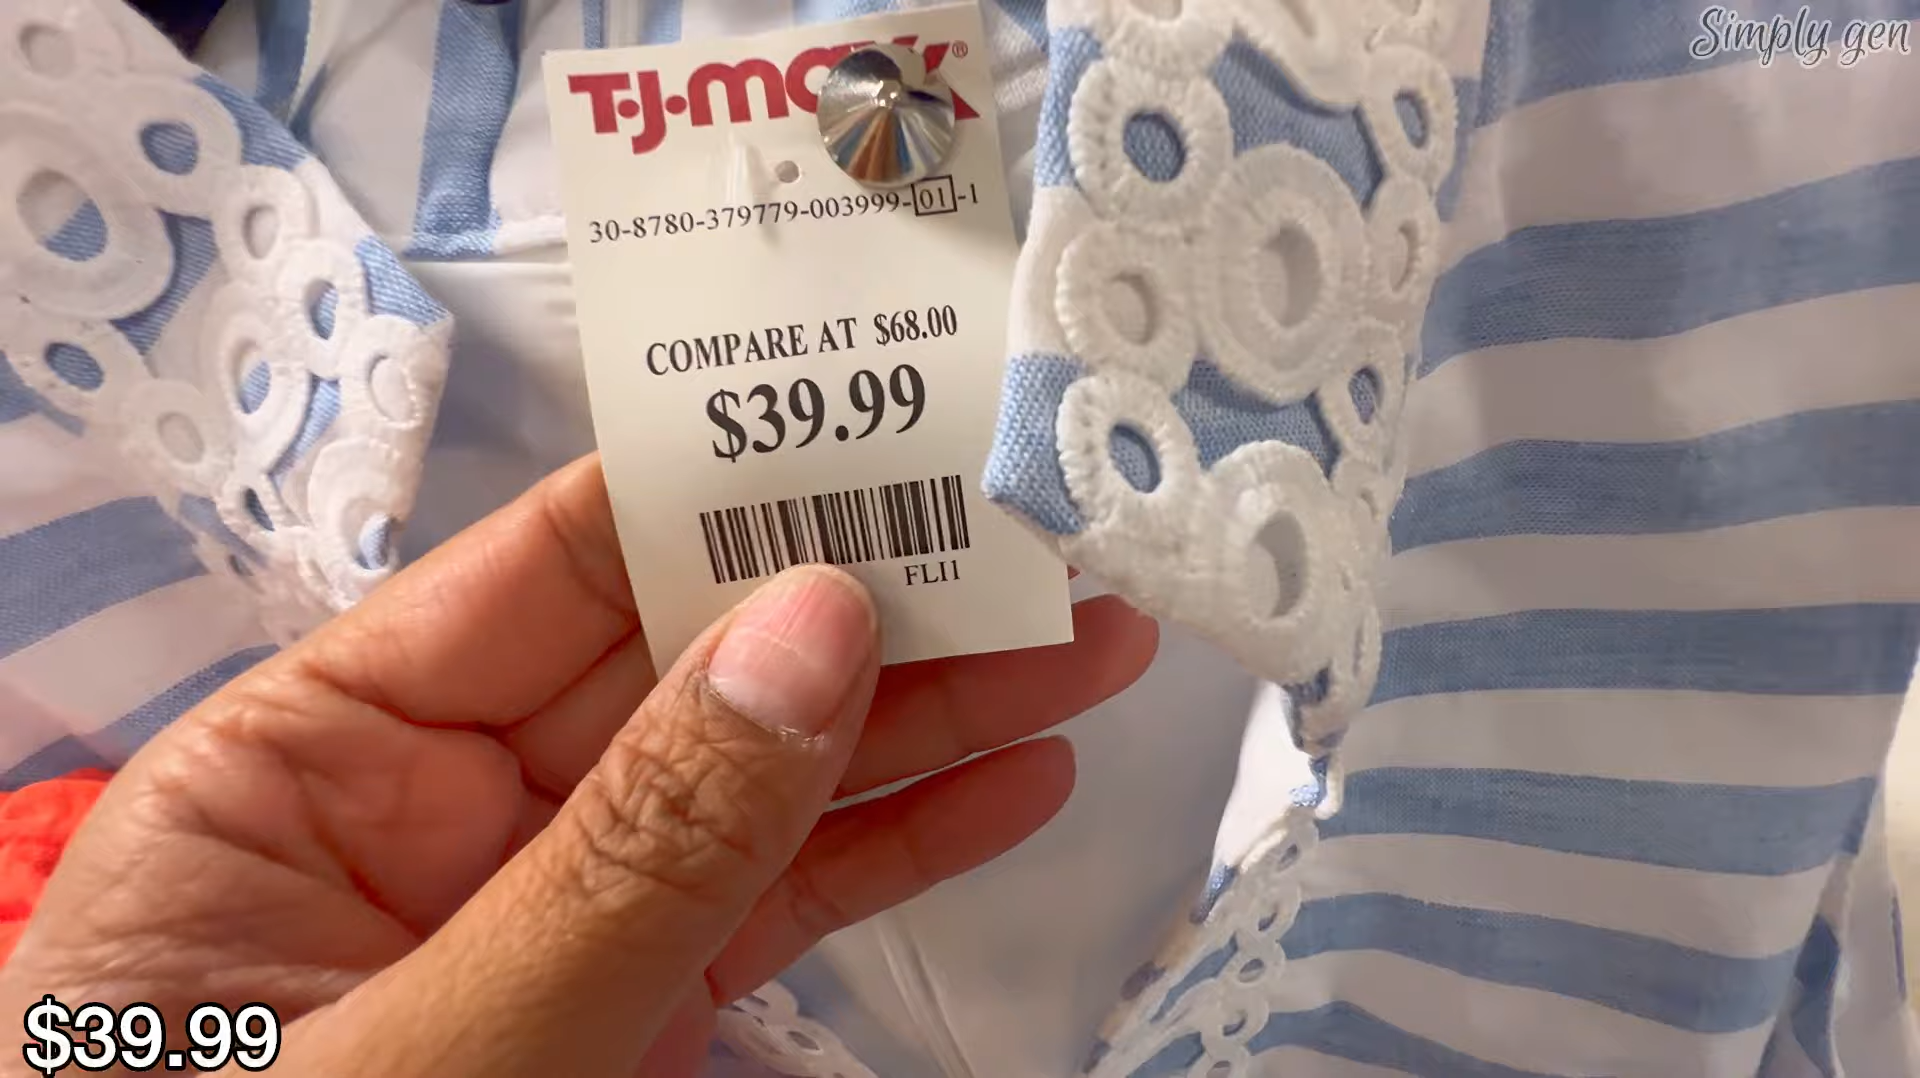 Simply gen
T.J.maxx®
30-8780-379779-003999-01-1
COMPARE AT $68.00
$39.99
FLI1
$39.99